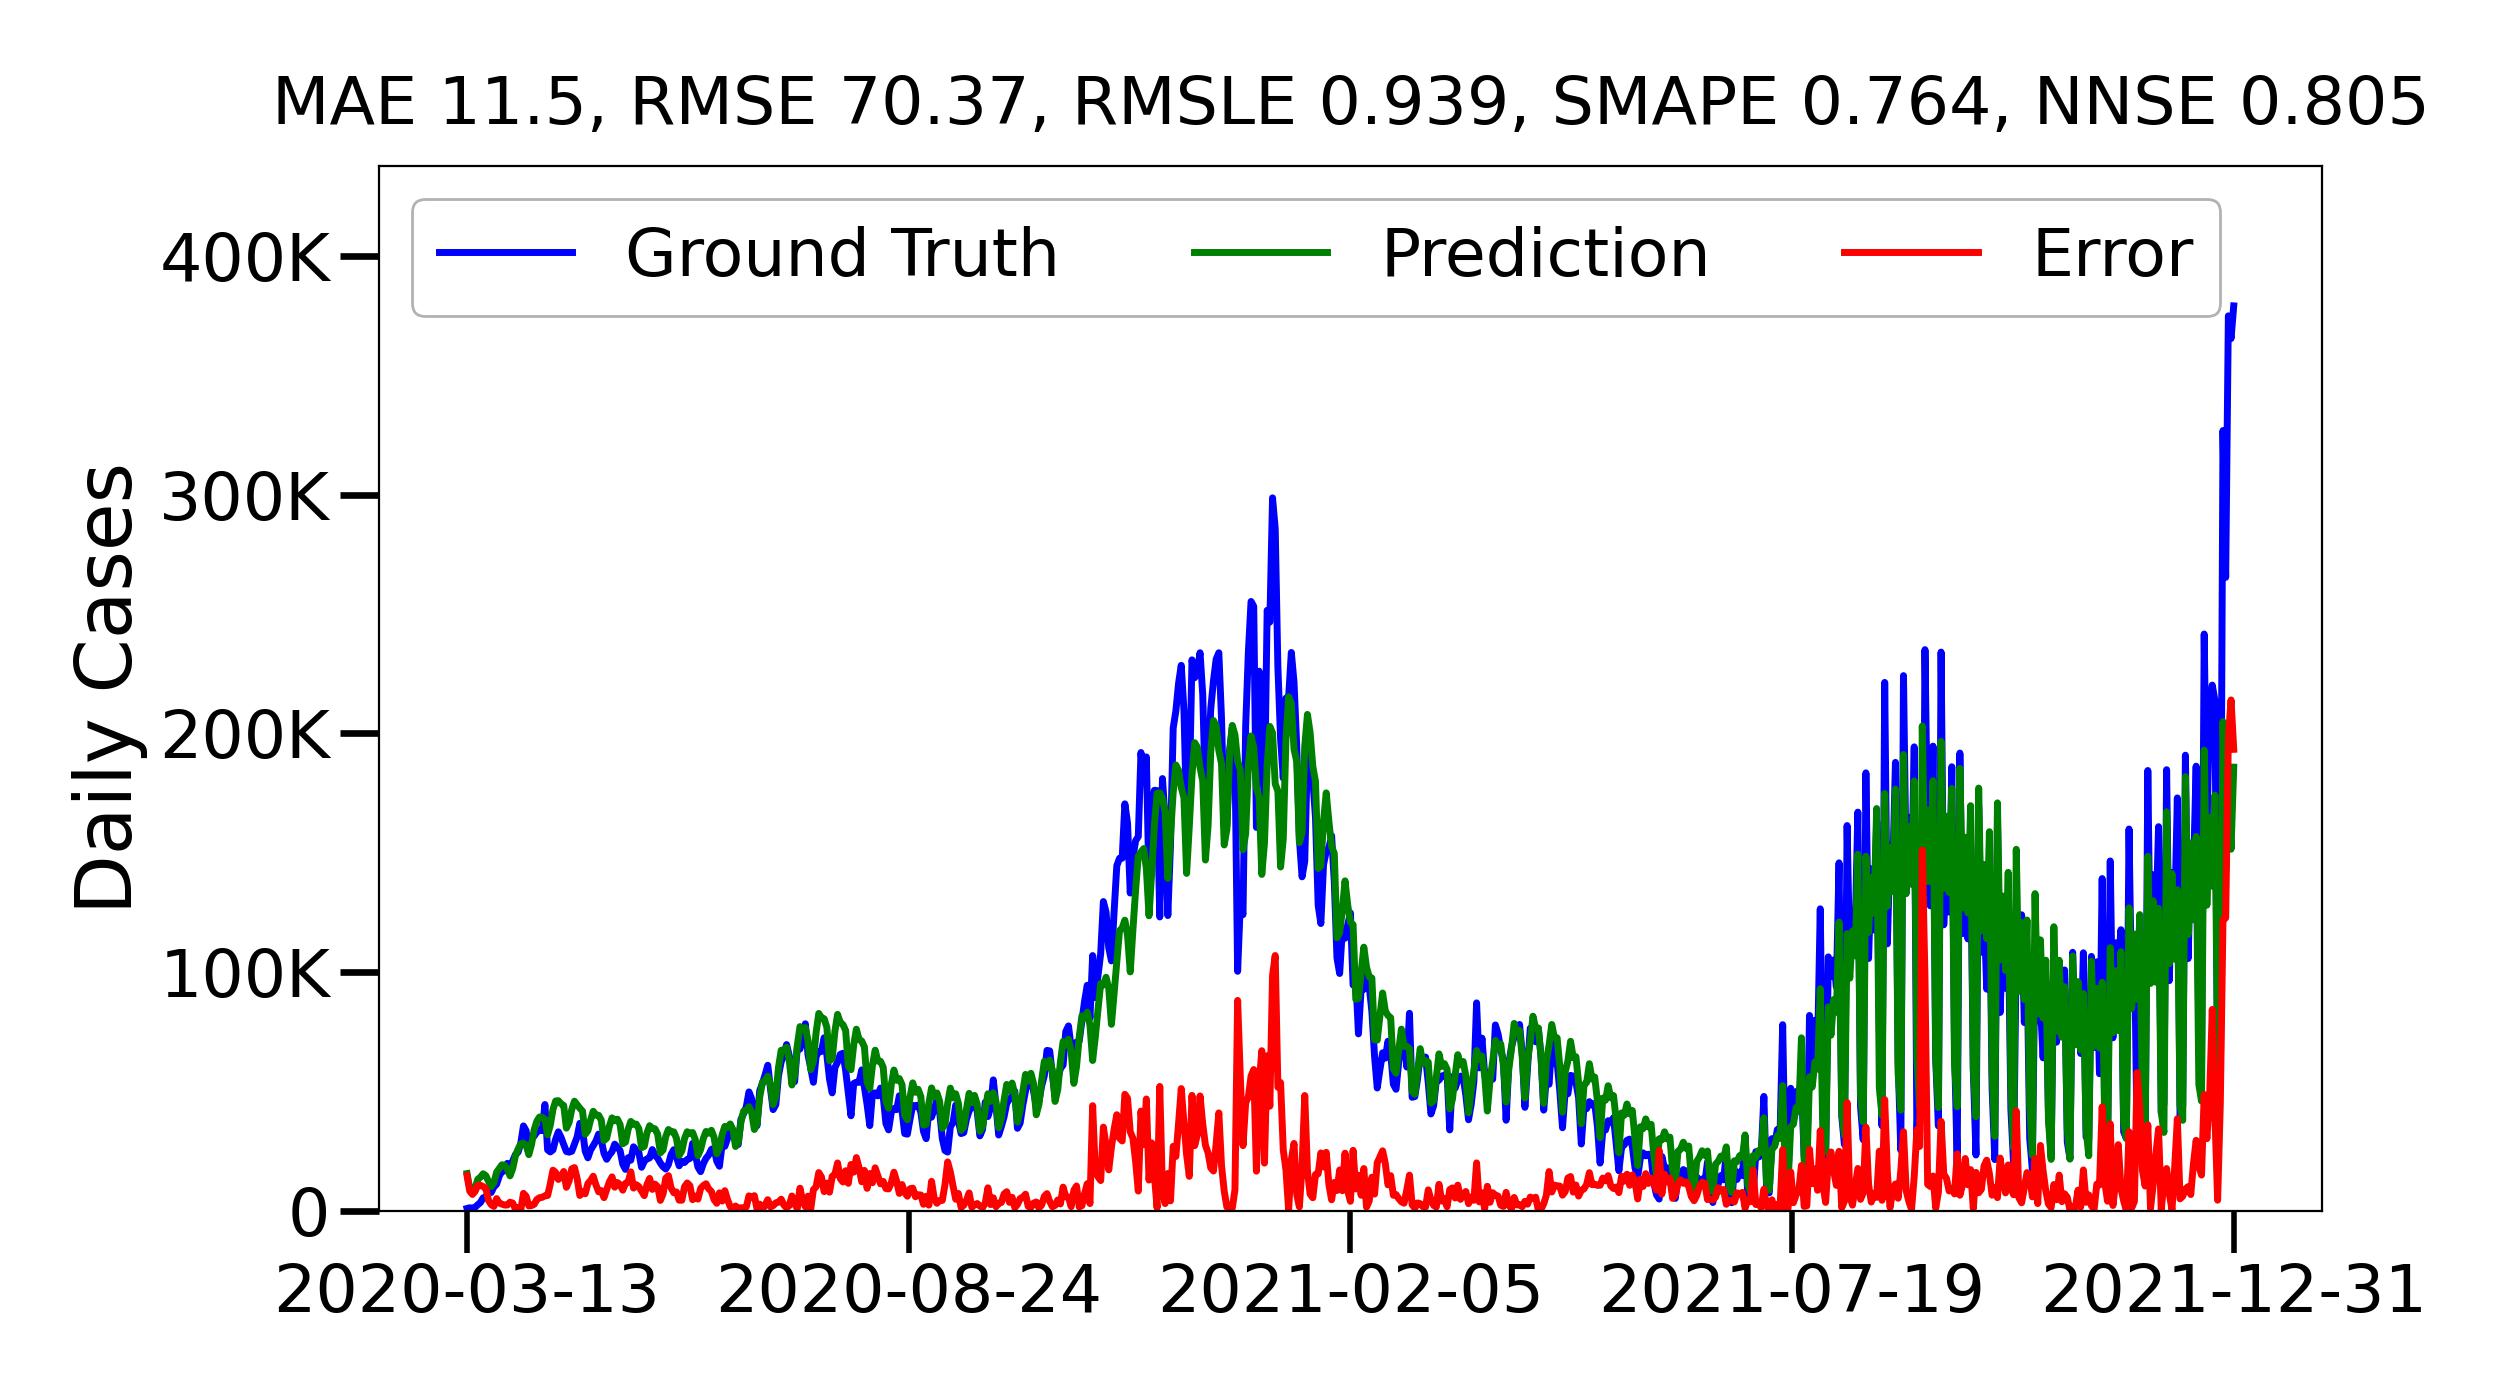 MAE 11.5, RMSE 70.37, RMSLE 0.939, SMAPE 0.764, NNSE 0.805
Ground Truth Prediction Error
Daily Cases
400K
300K
200K
100K
0
2020-03-13 2020-08-24 2021-02-05 2021-07-19 2021-12-31